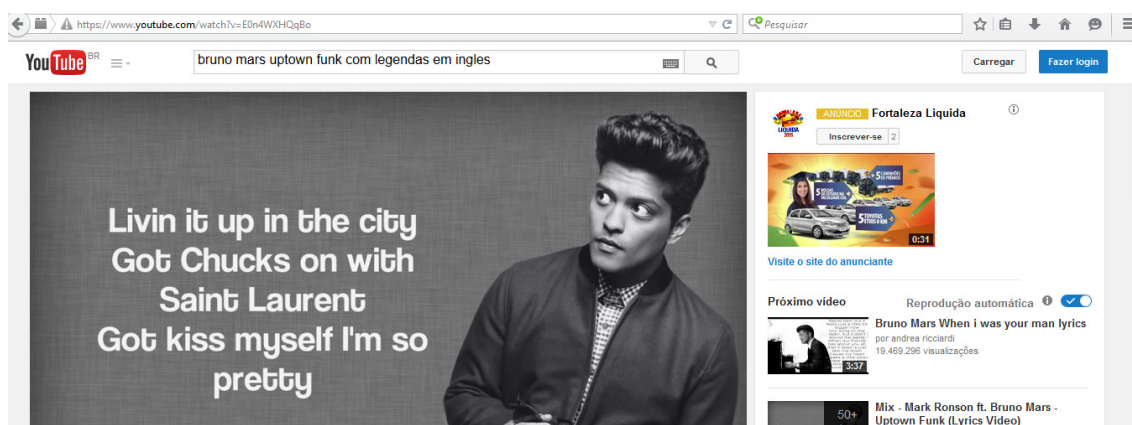 https://www.youtube.com/watch?v=E0n4WXHQqBo
Pesquisar
YouTube BR
bruno mars uptown funk com legendas em ingles
Carregar
Fazer login
Livin it up in the city
Got Chucks on with
Saint Laurent
Got kiss myself I'm so
pretty
ANÚNCIO Fortaleza Liquida
Inscrever-se 2
0:31
Visite o site do anunciante
Próximo vídeo
Reprodução automática
Bruno Mars When i was your man lyrics
por andrea ricciardi
19.469.296 visualizações
3:37
50+
Mix - Mark Ronson ft. Bruno Mars -
Uptown Funk (Lyrics Video)